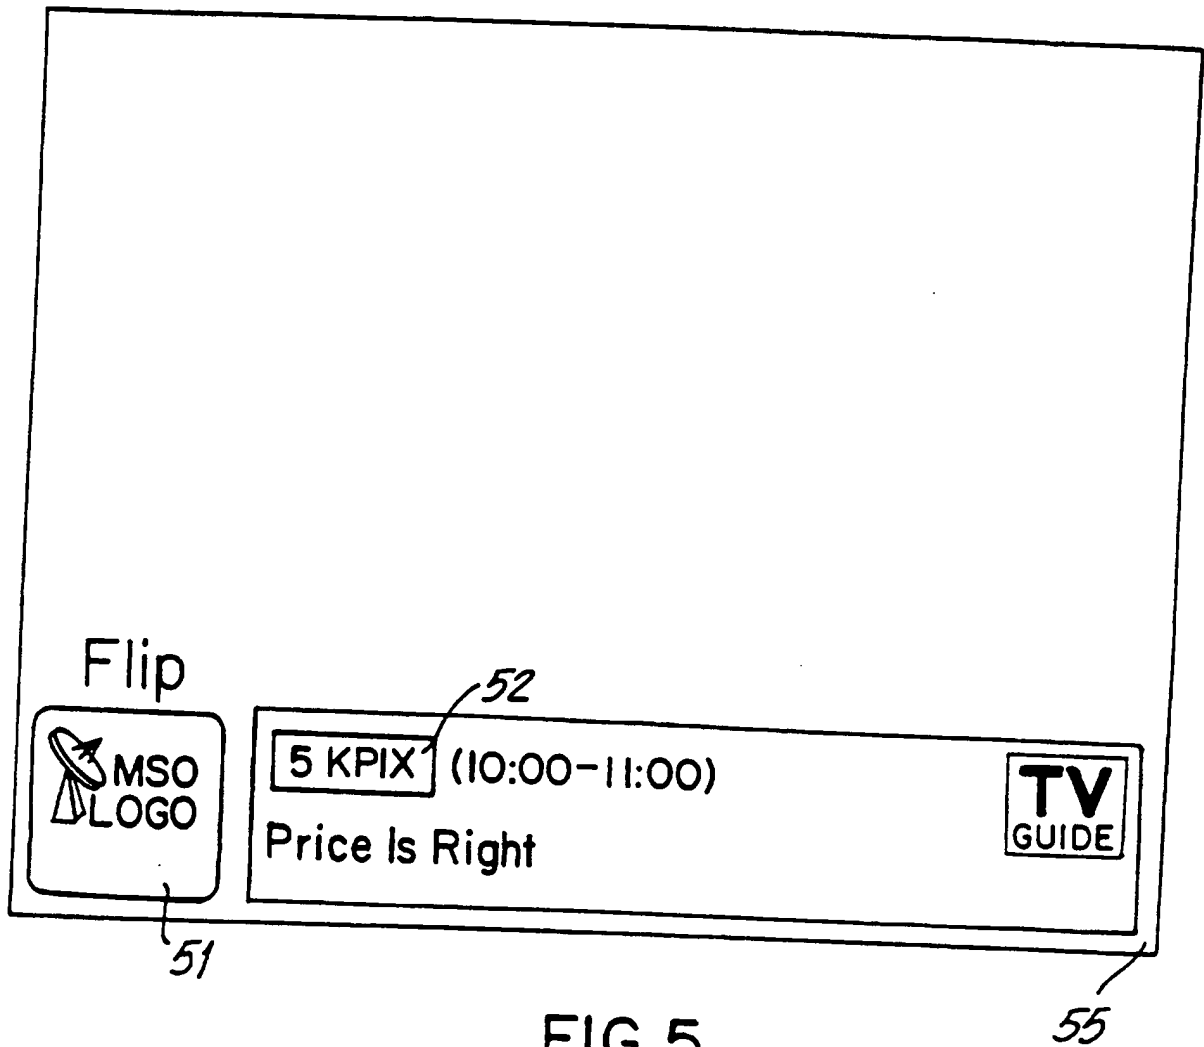 Flip
52
MSO
LOGO
5 KPIX (10:00-11:00)
TV
GUIDE
Price Is Right
51
55
FIG.5